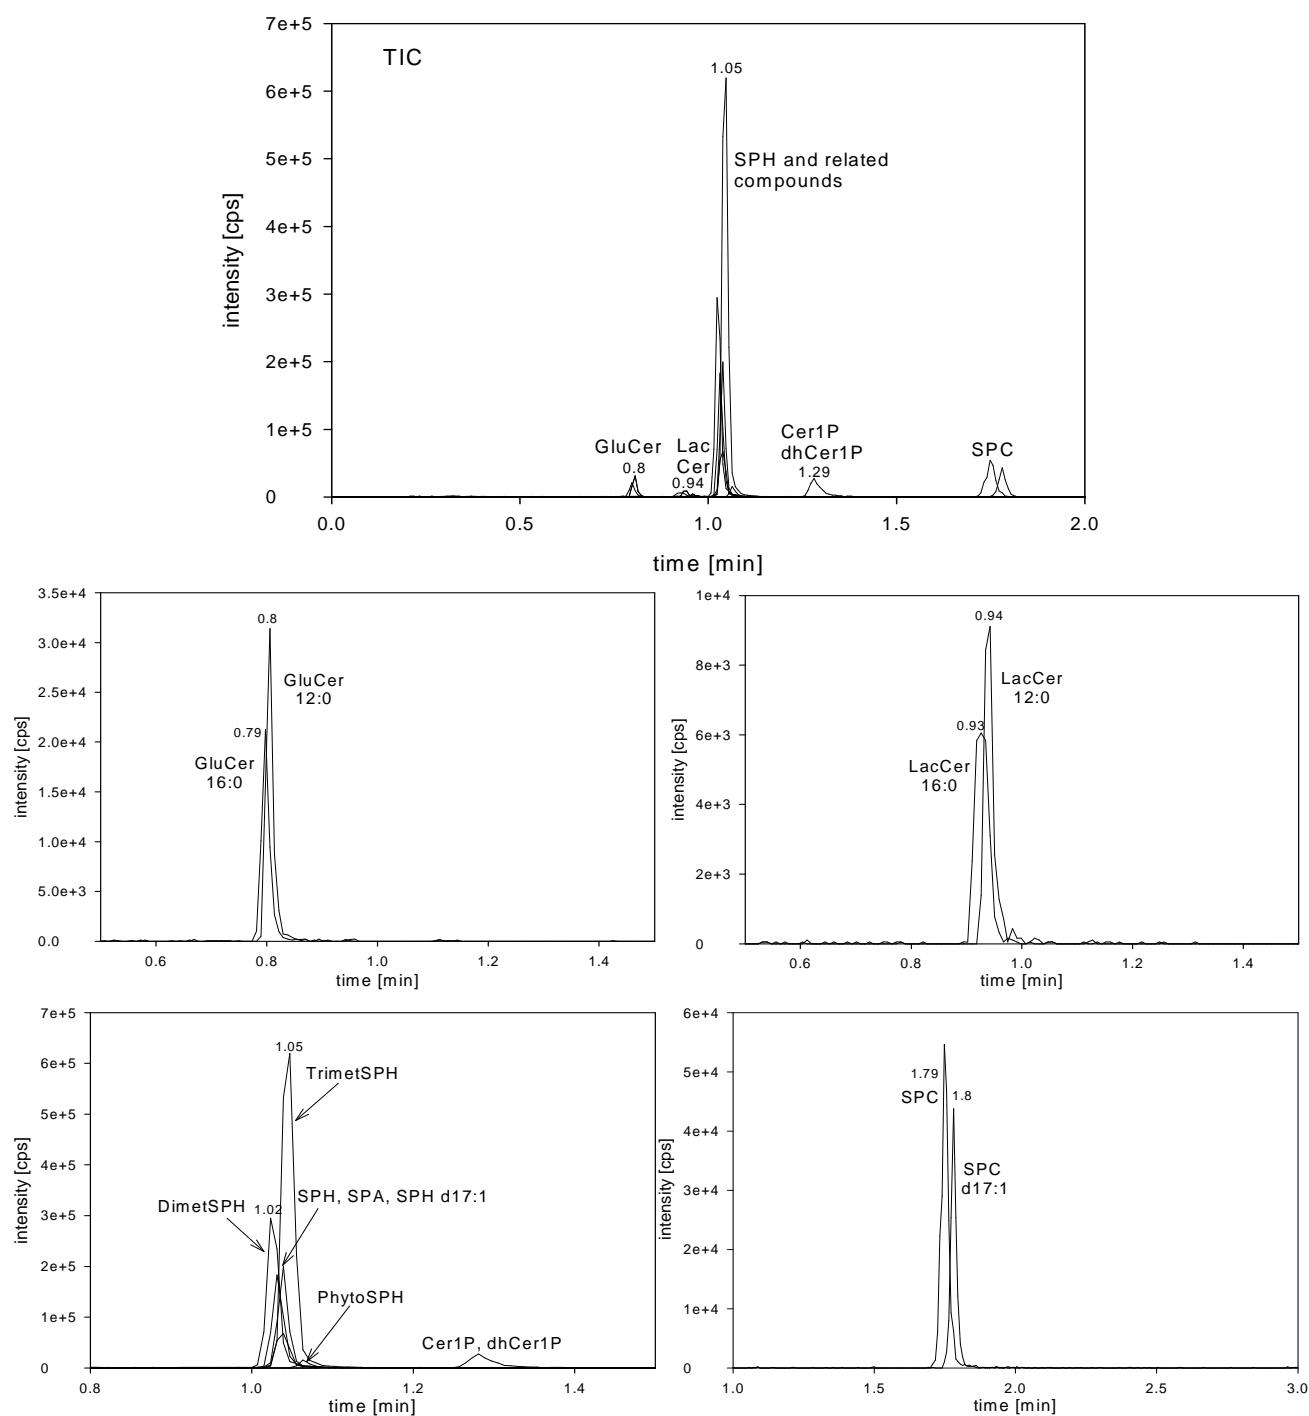 7e+5
TIC
1.05
6e+5
5e+5
SPH and related
compounds
4e+5
intensity [cps]
3e+5
2e+5
1e+5
GluCer
0.8
Lac
Cer
0.94
Cer1P
dhCer1P
1.29
SPC
0
0.0 0.5 1.0 1.5 2.0
time [min]
3.5e+4
0.8
3.0e+4
GluCer
12:0
2.5e+4
0.79
2.0e+4
GluCer
16:0
intensity [cps]
1.5e+4
1.0e+4
5.0e+3
0.0
0.6 0.8 1.0 1.2 1.4
time [min]
1e+4
0.94
8e+3
LacCer
12:0
0.93
6e+3
LacCer
16:0
intensity [cps]
4e+3
2e+3
0
0.6 0.8 1.0 1.2 1.4
time [min]
7e+5
1.05
6e+5
TrimetSPH
5e+5
4e+5
intensity [cps]
SPH, SPA, SPH d17:1
DimetSPH 1.02
3e+5
2e+5
PhytoSPH
1e+5
Cer1P, dhCer1P
0
0.8 1.0 1.2 1.4
time [min]
6e+4
1.79
5e+4
SPC
1.8
4e+4
SPC
d17:1
intensity [cps]
3e+4
2e+4
1e+4
0
1.0 1.5 2.0 2.5 3.0
time [min]